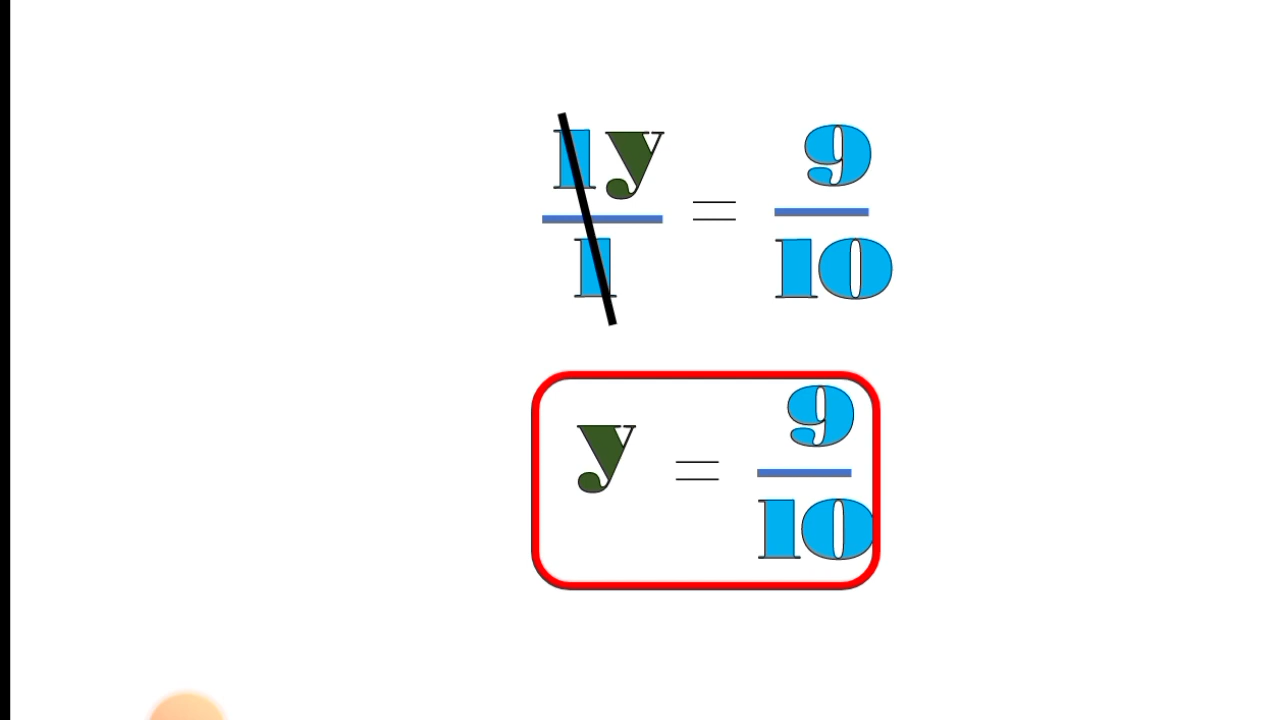 1y/1 = 9/10
y = 9/10